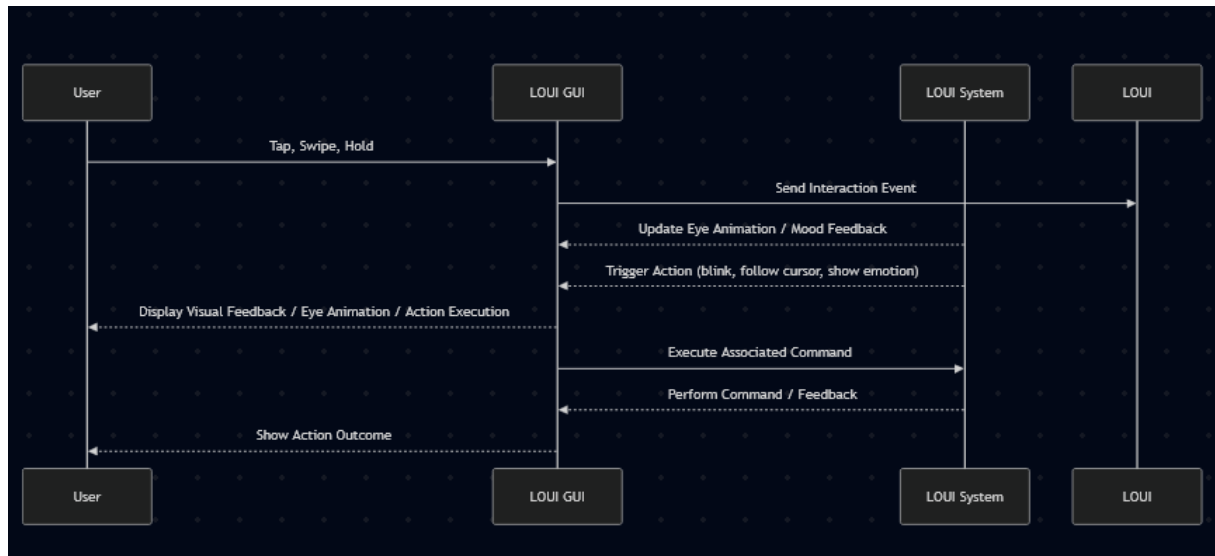 User
LOUI GUI
LOUI System
LOUI
Tap, Swipe, Hold
Send Interaction Event
Update Eye Animation / Mood Feedback
Trigger Action (blink, follow cursor, show emotion)
Display Visual Feedback / Eye Animation / Action Execution
Execute Associated Command
Perform Command / Feedback
Show Action Outcome
User
LOUI GUI
LOUI System
LOUI